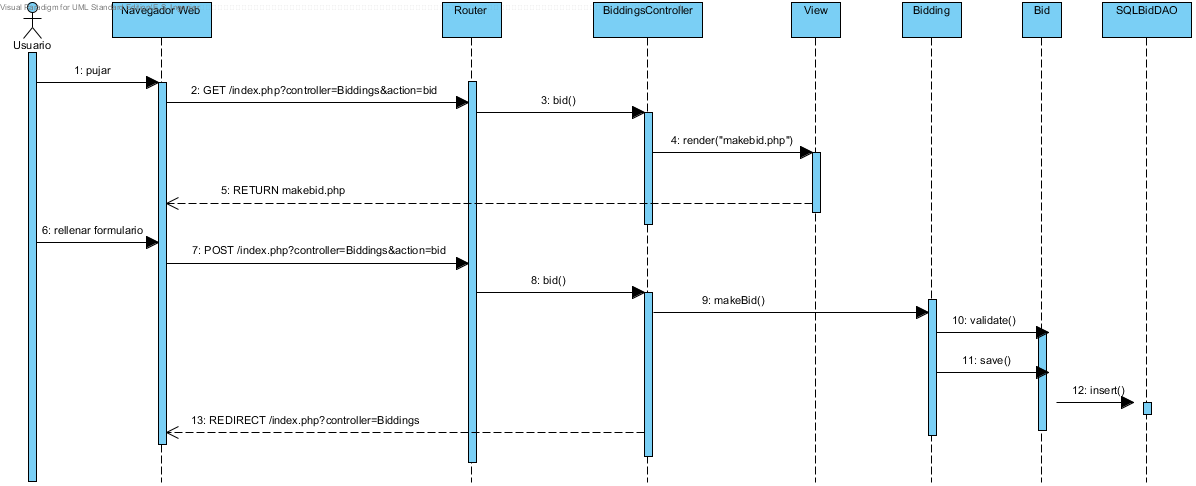 Visual Paradigm for UML Standard
Navegador Web
Router
BiddingsController
View
Bidding
Bid
SQLBidDAO
Usuario
1: pujar
2: GET /index.php?controller=Biddings&action=bid
3: bid()
4: render("makebid.php")
5: RETURN makebid.php
6: rellenar formulario
7: POST /index.php?controller=Biddings&action=bid
8: bid()
9: makeBid()
10: validate()
11: save()
12: insert()
13: REDIRECT /index.php?controller=Biddings